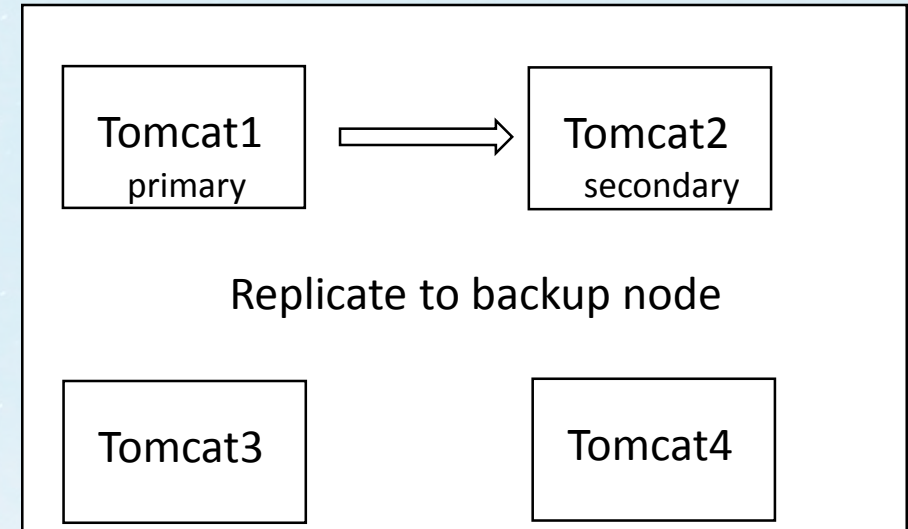 Tomcat1
primary
Tomcat2
secondary
Replicate to backup node
Tomcat3
Tomcat4